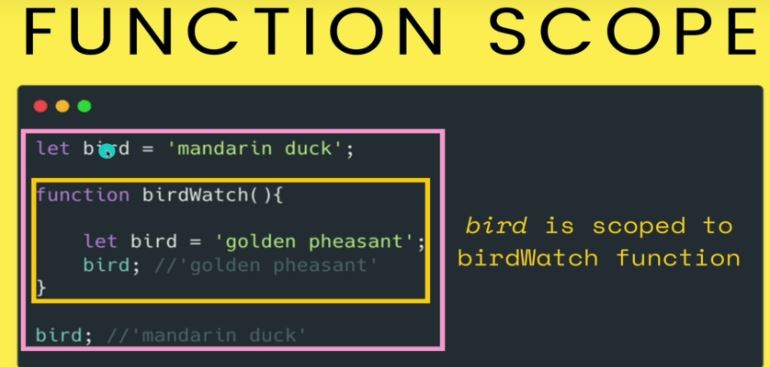 FUNCTION SCOPE
let bird = 'mandarin duck';
function birdWatch(){
let bird = 'golden pheasant';
bird; //'golden pheasant'
}
bird; //'mandarin duck'
bird is scoped to
birdWatch function